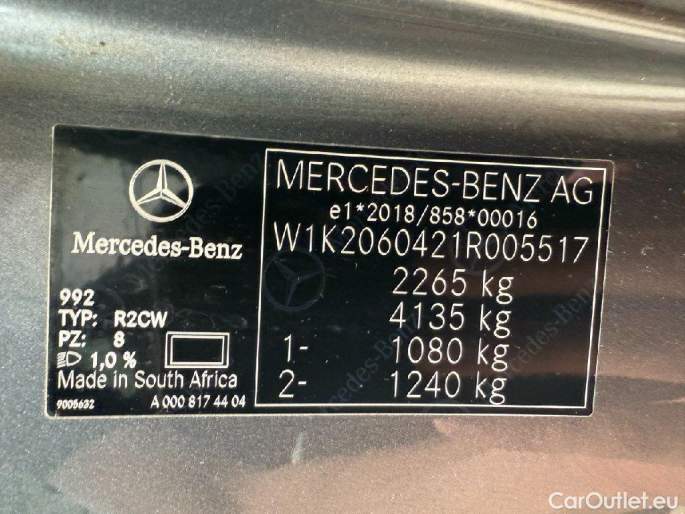 Mercedes-Benz
992
TYP: R2CW
PZ: 8
1,0 %
Made in South Africa
9005632
A 000 817 44 04
MERCEDES-BENZ AG
e1*2018/858*00016
W1K2060421R005517
2265 kg
4135 kg
1- 1080 kg
2- 1240 kg
CarOutlet.eu